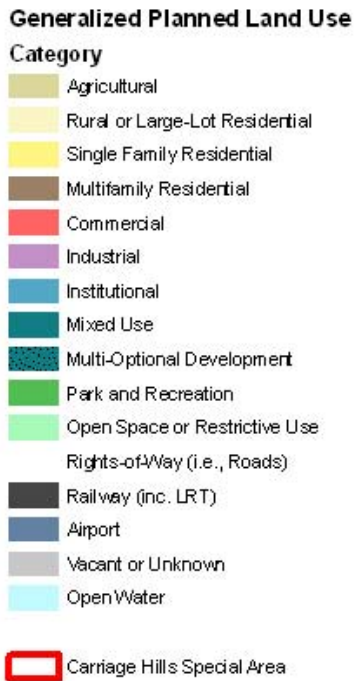 Generalized Planned Land Use
Category
Agricultural
Rural or Large-Lot Residential
Single Family Residential
Multifamily Residential
Commercial
Industrial
Institutional
Mixed Use
Multi-Optional Development
Park and Recreation
Open Space or Restrictive Use
Rights-of-Way (i.e., Roads)
Railway (inc. LRT)
Airport
Vacant or Unknown
Open Water
Carriage Hills Special Area